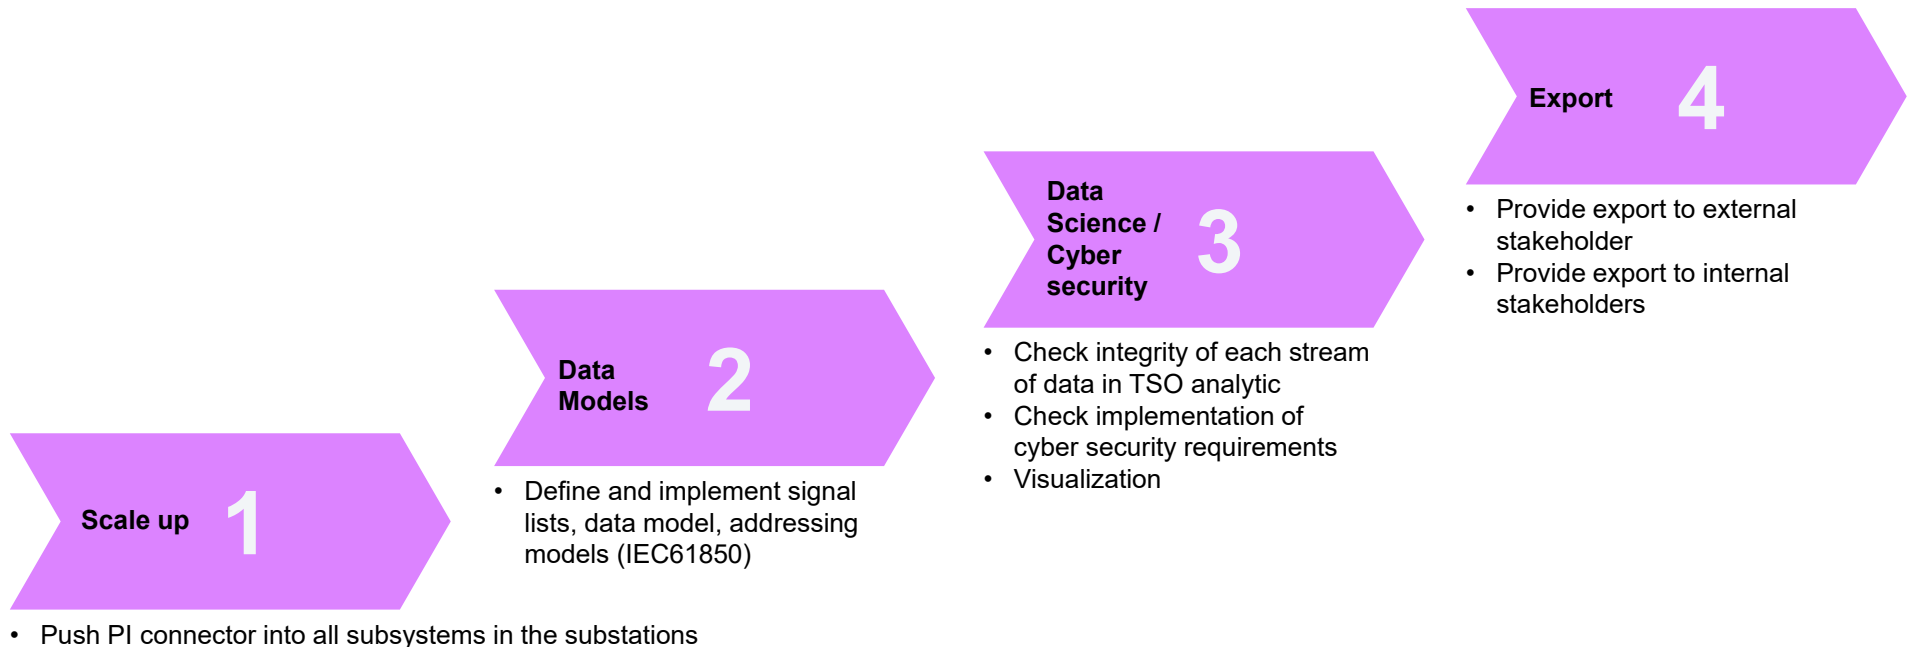 Scale up 1
• Push PI connector into all subsystems in the substations
Data
Models
2
• Define and implement signal
lists, data model, addressing
models (IEC61850)
Data
Science /
Cyber
security
3
• Check integrity of each stream
of data in TSO analytic
• Check implementation of
cyber security requirements
• Visualization
Export 4
• Provide export to external
stakeholder
• Provide export to internal
stakeholders